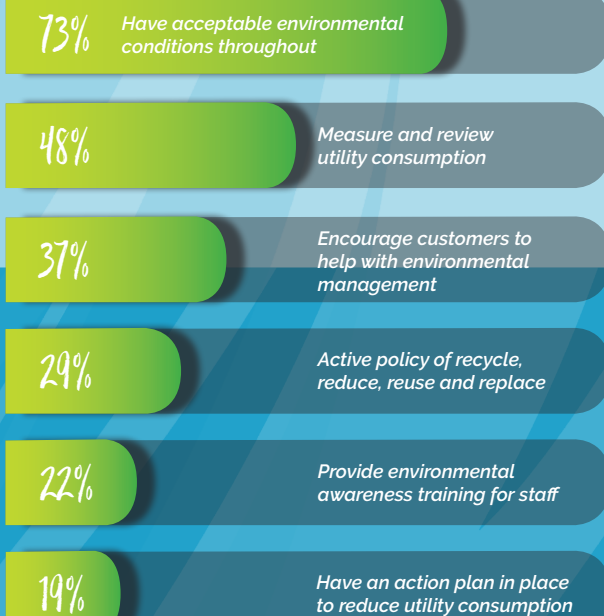 73%
Have acceptable environmental
conditions throughout
48%
Measure and review
utility consumption
37%
Encourage customers to
help with environmental
management
29%
Active policy of recycle,
reduce, reuse and replace
22%
Provide environmental
awareness training for staff
19%
Have an action plan in place
to reduce utility consumption